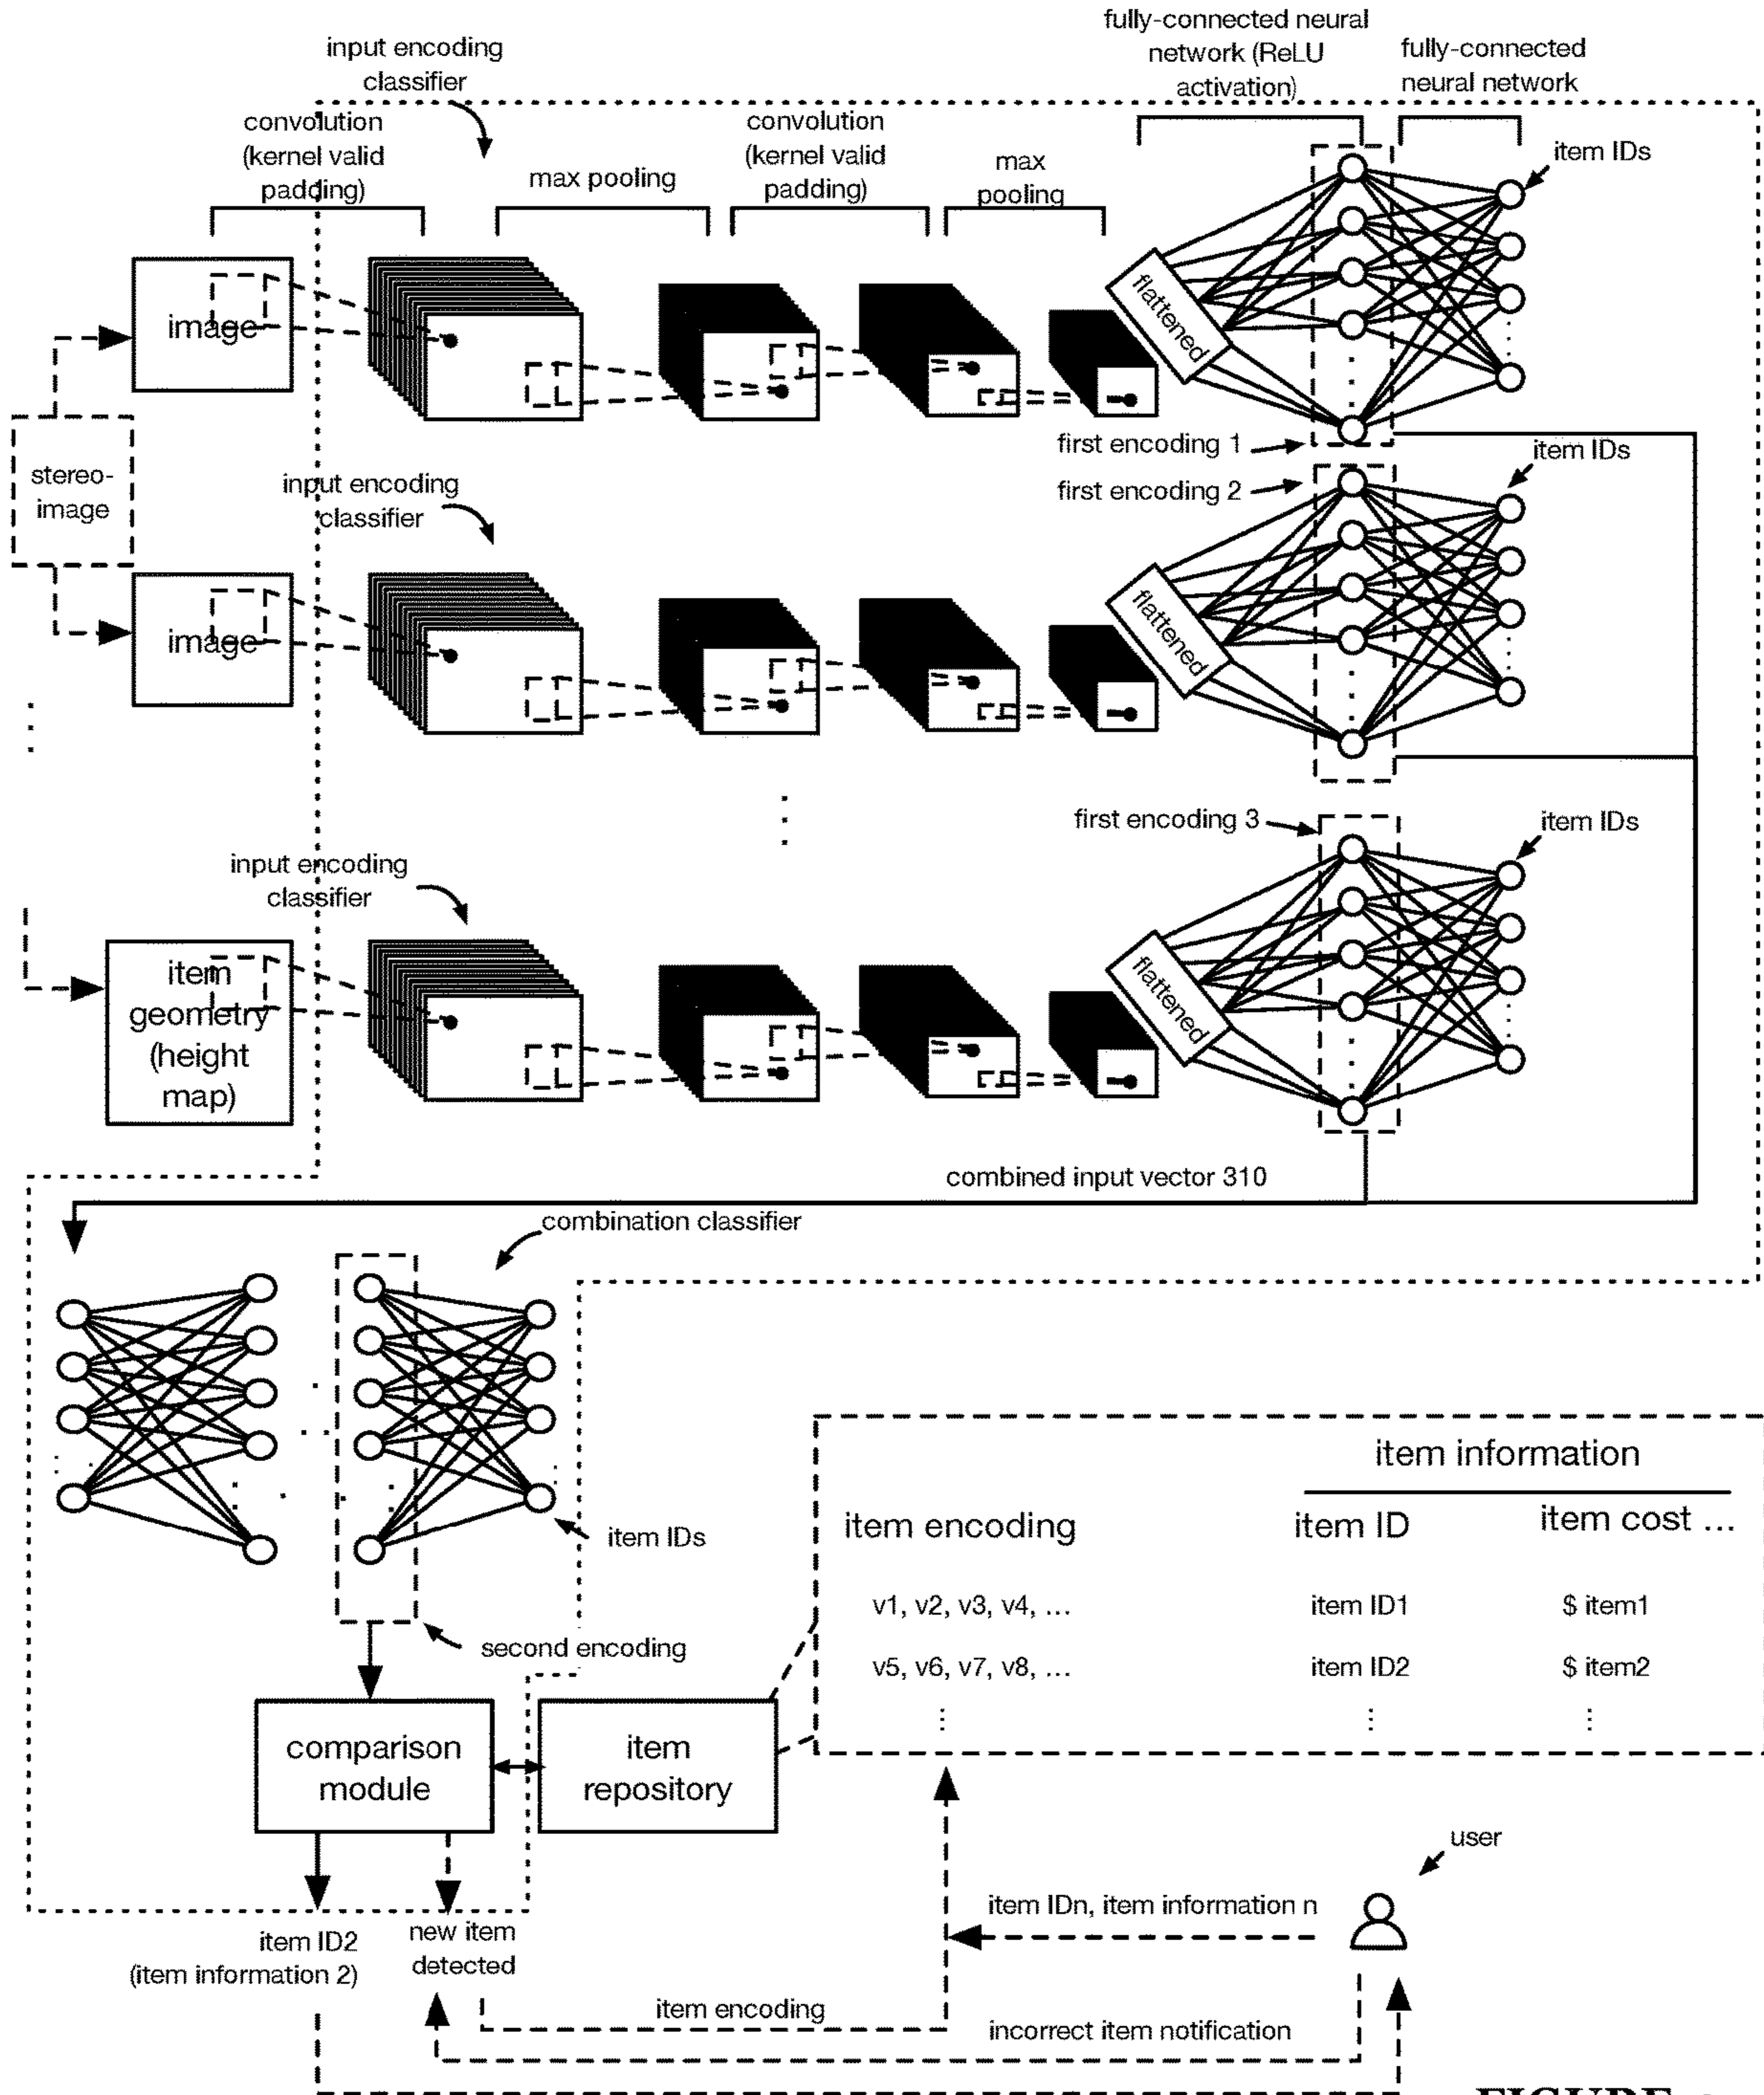 fully-connected neural
network (ReLU
activation)
fully-connected
neural network
input encoding
classifier
convolution
(kernel valid
padding)
max pooling
convolution
(kernel valid
padding)
max
pooling
item IDs
image
flattened
first encoding 1
stereo-
image
input encoding
classifier
first encoding 2
item IDs
image
flattened
first encoding 3
item IDs
input encoding
classifier
item
geometry
(height
map)
flattened
combined input vector 310
combination classifier
item IDs
second encoding
item information
item encoding
item ID
item cost ...
v1, v2, v3, v4, ...
item ID1
$ item1
v5, v6, v7, v8, ...
item ID2
$ item2
comparison
module
item
repository
user
item IDn, item information n
item ID2
(item information 2)
new item
detected
item encoding
incorrect item notification
FIGURE